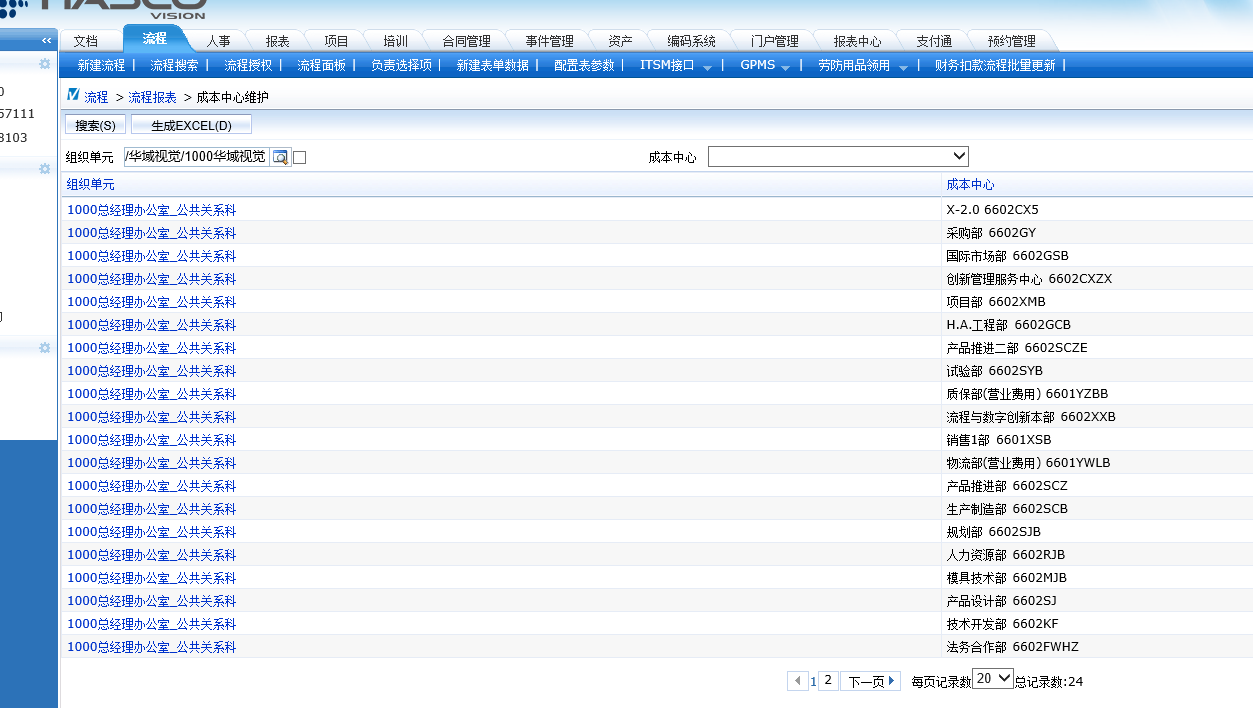 HASCO
VISION
文档 流程 人事 报表 项目 培训 合同管理 事件管理 资产 编码系统 门户管理 报表中心 支付通 预约管理
新建流程 | 流程搜索 | 流程授权 | 流程面板 | 负责选择项 | 新建表单数据 | 配置表参数 | ITSM接口 | GPMS | 劳防用品领用 | 财务扣款流程批量更新 |
流程 > 流程报表 > 成本中心维护
57111
8103
搜索(S) 生成EXCEL(D)
组织单元 /华域视觉/1000华域视觉 成本中心
组织单元 成本中心
1000总经理办公室_公共关系科 X-2.0 6602CX5
1000总经理办公室_公共关系科 采购部 6602GY
1000总经理办公室_公共关系科 国际市场部 6602GSB
1000总经理办公室_公共关系科 创新管理服务中心 6602CXZX
1000总经理办公室_公共关系科 项目部 6602XMB
1000总经理办公室_公共关系科 H.A.工程部 6602GCB
1000总经理办公室_公共关系科 产品推进二部 6602SCZE
1000总经理办公室_公共关系科 试验部 6602SYB
1000总经理办公室_公共关系科 质保部(营业费用) 6601YZBB
1000总经理办公室_公共关系科 流程与数字创新本部 6602XXB
1000总经理办公室_公共关系科 销售1部 6601XSB
1000总经理办公室_公共关系科 物流部(营业费用) 6601YWLB
1000总经理办公室_公共关系科 产品推进部 6602SCZ
1000总经理办公室_公共关系科 生产制造部 6602SCB
1000总经理办公室_公共关系科 规划部 6602SJB
1000总经理办公室_公共关系科 人力资源部 6602RJB
1000总经理办公室_公共关系科 模具技术部 6602MJB
1000总经理办公室_公共关系科 产品设计部 6602SJ
1000总经理办公室_公共关系科 技术开发部 6602KF
1000总经理办公室_公共关系科 法务合作部 6602FWHZ
1 2 下一页 每页记录数 20 总记录数:24